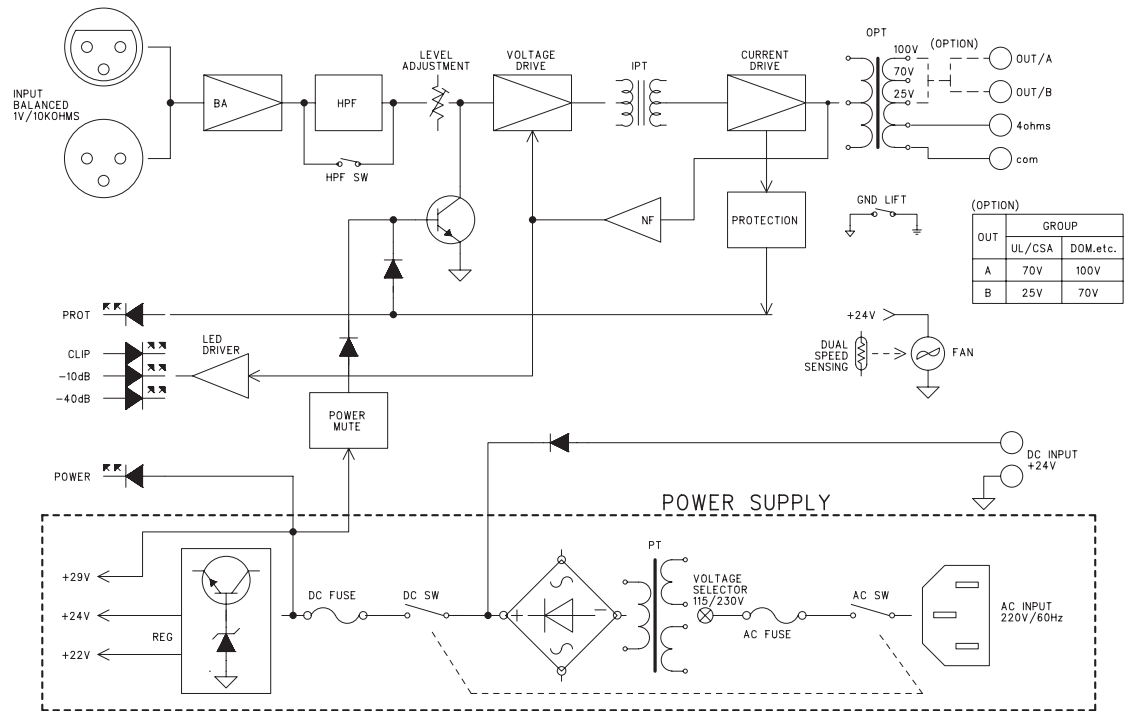 INPUT
BALANCED
1V/10KOHMS
BA
HPF
HPF SW
LEVEL
ADJUSTMENT
VOLTAGE
DRIVE
IPT
CURRENT
DRIVE
OPT
100V
70V
25V
(OPTION)
OUT/A
OUT/B
4ohms
com
NF
PROTECTION
GND LIFT
(OPTION)
OUT GROUP
UL/CSA DOM.etc.
A 70V 100V
B 25V 70V
PROT
CLIP
-10dB
-40dB
LED
DRIVER
+24V
DUAL
SPEED
SENSING
FAN
POWER
MUTE
POWER
DC INPUT
+24V
POWER SUPPLY
+29V
+24V
+22V
REG
DC FUSE
DC SW
+
−
PT
VOLTAGE
SELECTOR
115/230V
AC FUSE
AC SW
AC INPUT
220V/60Hz